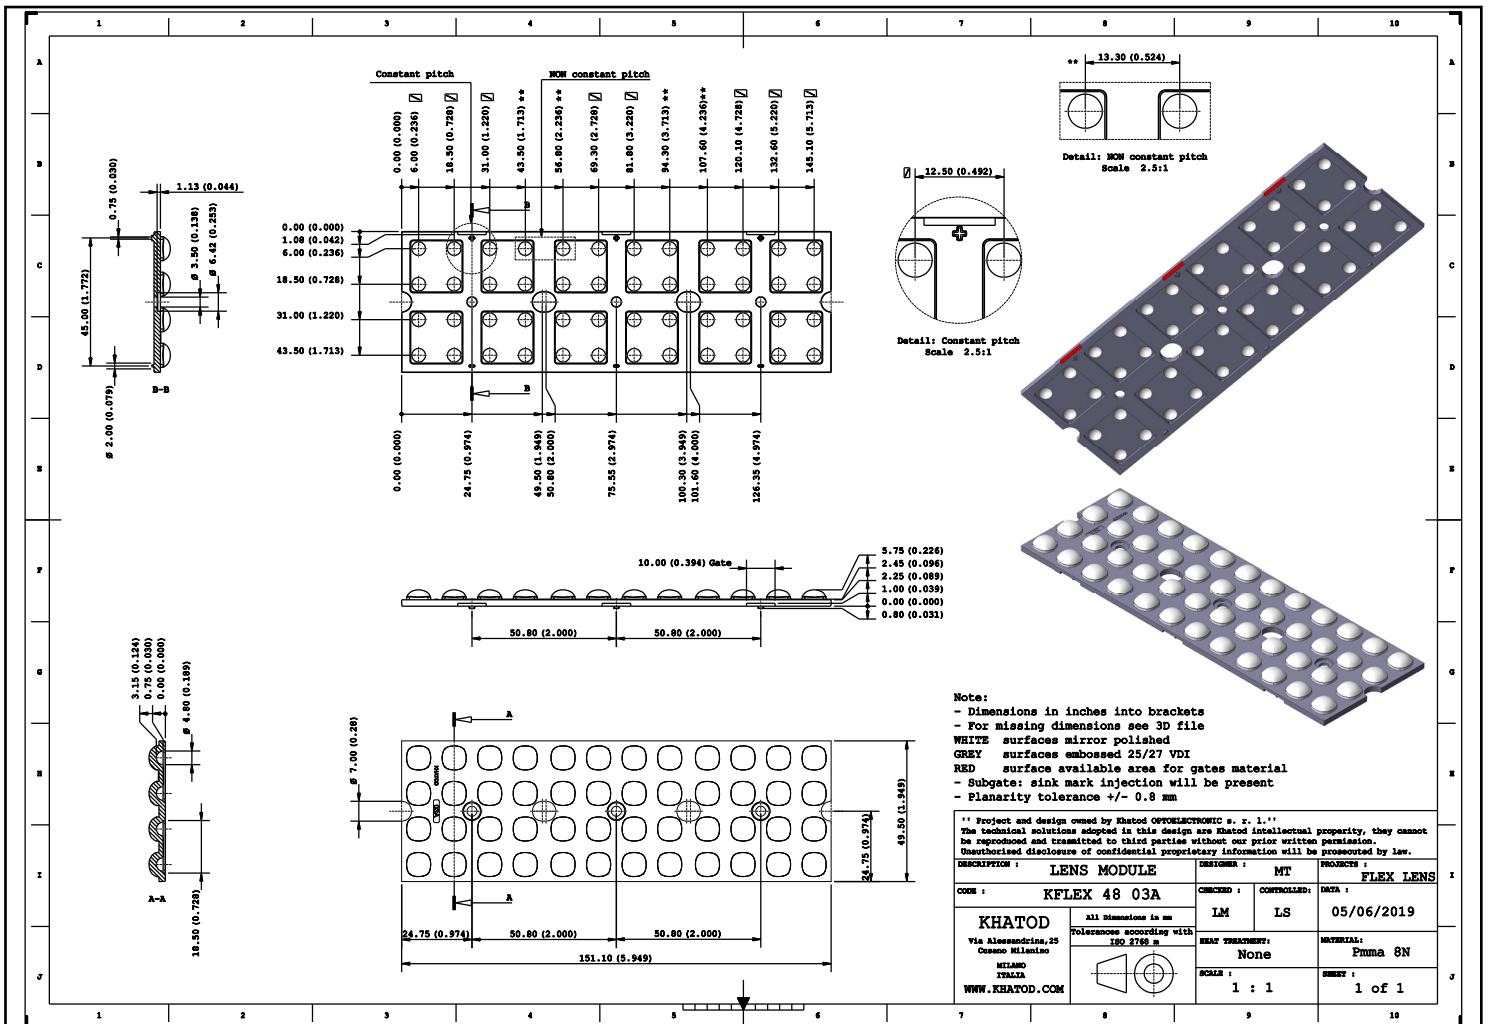 1 2 3 4 5 6 7 8 9 10
A A
B B
C C
D D
E E
F F
G G
H H
I I
J J
Constant pitch
NON constant pitch
0.00 (0.000)
6.00 (0.236)
18.50 (0.728)
31.00 (1.220)
43.50 (1.713) **
56.80 (2.236) **
69.30 (2.728)
81.80 (3.220)
94.30 (3.713) **
107.60 (4.236)**
120.10 (4.728)
132.60 (5.220)
145.10 (5.713)
0.00 (0.000)
1.08 (0.042)
6.00 (0.236)
18.50 (0.728)
31.00 (1.220)
43.50 (1.713)
B
B
0.00 (0.000)
24.75 (0.974)
49.50 (1.949)
50.80 (2.000)
75.55 (2.974)
100.30 (3.949)
101.60 (4.000)
126.35 (4.974)
0.75 (0.030)
1.13 (0.044)
Ø 3.50 (0.138)
Ø 6.42 (0.253)
45.00 (1.772)
Ø 2.00 (0.079)
B-B
** 13.30 (0.524)
Detail: NON constant pitch
Scale 2.5:1
12.50 (0.492)
Detail: Constant pitch
Scale 2.5:1
10.00 (0.394) Gate
5.75 (0.226)
2.45 (0.096)
2.25 (0.089)
1.00 (0.039)
0.00 (0.000)
0.80 (0.031)
50.80 (2.000) 50.80 (2.000)
3.15 (0.124)
0.75 (0.030)
0.00 (0.000)
Ø 4.80 (0.189)
18.50 (0.728)
A-A
A
A
Ø 7.00 (0.28)
24.75 (0.974)
49.50 (1.949)
24.75 (0.974) 50.80 (2.000) 50.80 (2.000)
151.10 (5.949)
Note:
- Dimensions in inches into brackets
- For missing dimensions see 3D file
WHITE surfaces mirror polished
GREY surfaces embossed 25/27 VDI
RED surface available area for gates material
- Subgate: sink mark injection will be present
- Planarity tolerance +/- 0.8 mm
'' Project and design owned by Khatod OPTOELECTRONIC s. r. l.''
The technical solutions adopted in this design are Khatod intellectual properity, they cannot
be reproduced and trasmitted to third parties without our prior written permission.
Unauthorized disclosure of confidential proprietary information will be prosecuted by law.
DESCRIPTION : LENS MODULE
DESIGNER : MT
PROJECTS : FLEX LENS
CODE : KFLEX 48 03A
CHECKED : LM
CONTROLLED: LS
DATA : 05/06/2019
KHATOD
Via Alessandrina,25
Cusano Milanino
MILANO
ITALIA
WWW.KHATOD.COM
All Dimensions in mm
Tolerances according with
ISO 2768 m
HEAT TREATMENT: None
MATERIAL: Pmma 8N
SCALE : 1 : 1
SHEET : 1 of 1
1 2 3 4 5 6 7 8 9 10